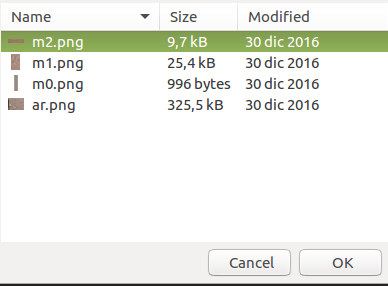 Name Size Modified
m2.png 9,7 kB 30 dic 2016
m1.png 25,4 kB 30 dic 2016
m0.png 996 bytes 30 dic 2016
ar.png 325,5 kB 30 dic 2016
Cancel OK